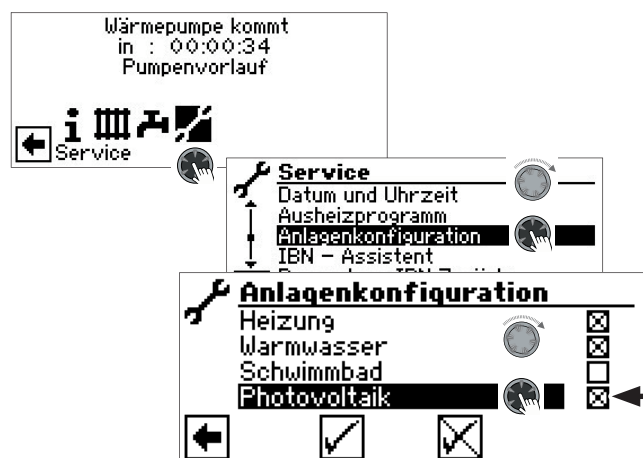 Wärmepumpe kommt
in : 00:00:34
Pumpenvorlauf
Service
Service
Datum und Uhrzeit
Ausheizprogramm
Anlagenkonfiguration
IBN - Assistent
Anlagenkonfiguration
Heizung
Warmwasser
Schwimmbad
Photovoltaik